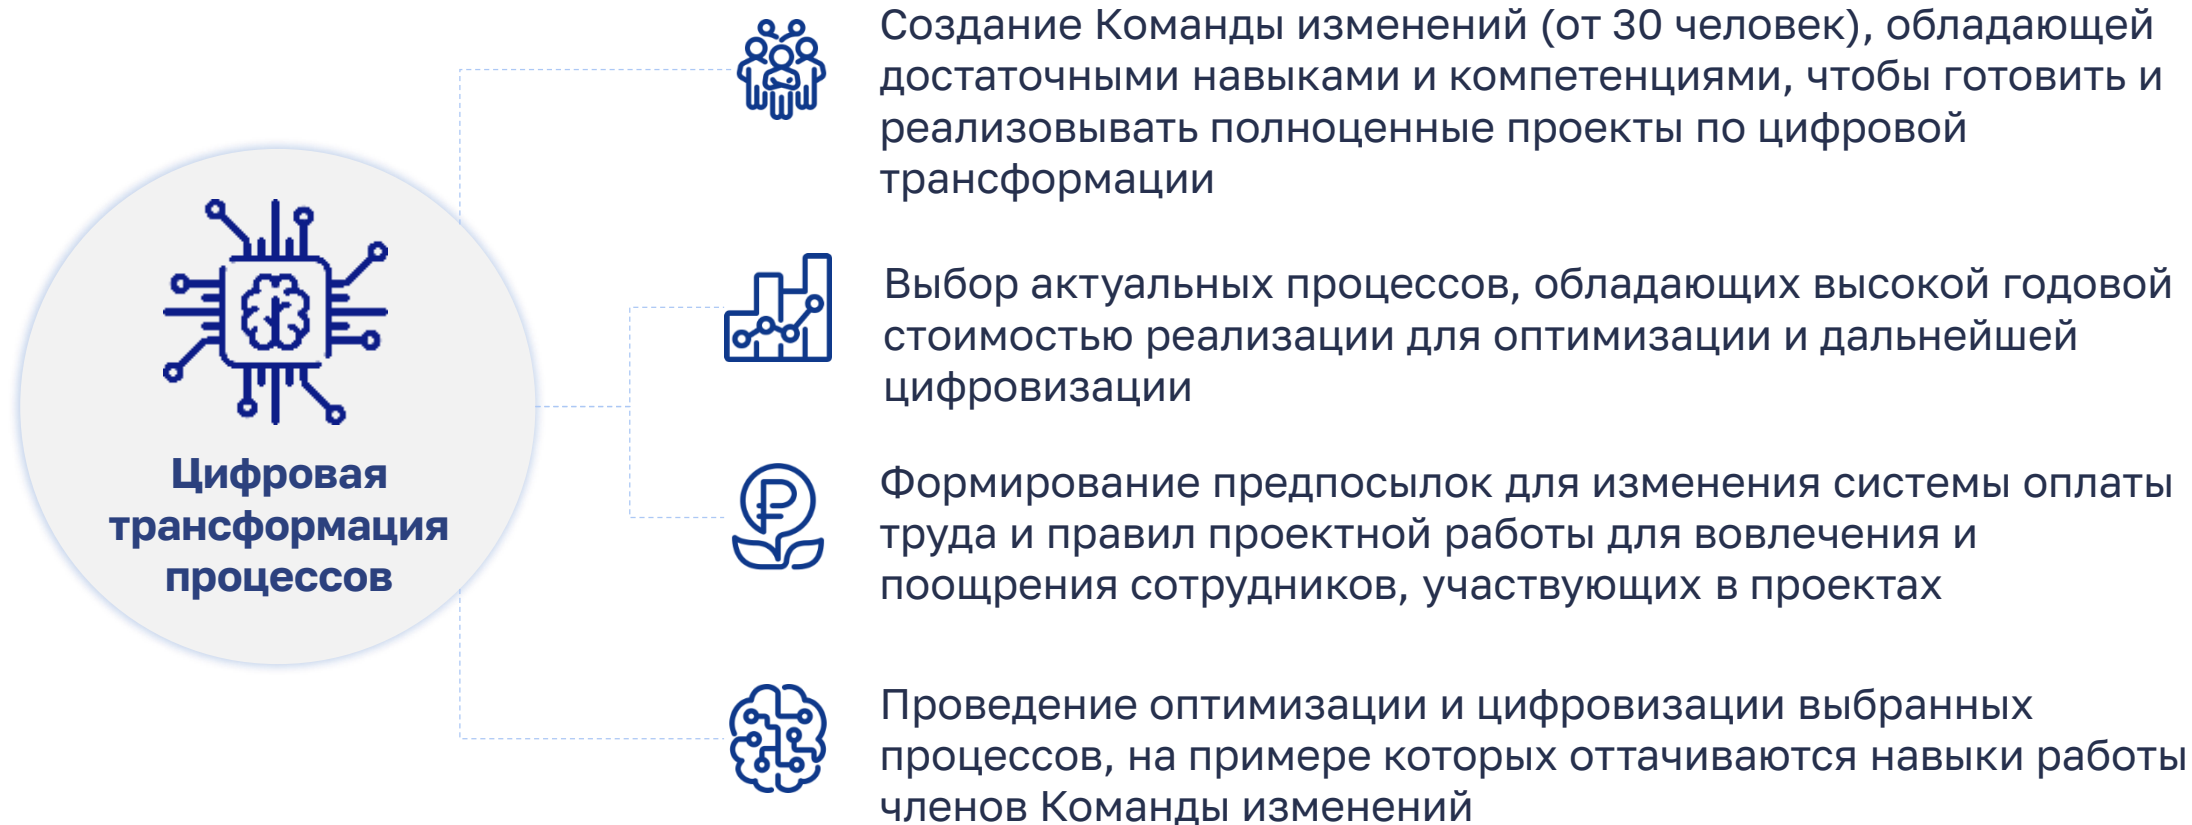 Цифровая
трансформация
процессов
Создание Команды изменений (от 30 человек), обладающей
достаточными навыками и компетенциями, чтобы готовить и
реализовывать полноценные проекты по цифровой
трансформации
Выбор актуальных процессов, обладающих высокой годовой
стоимостью реализации для оптимизации и дальнейшей
цифровизации
Формирование предпосылок для изменения системы оплаты
труда и правил проектной работы для вовлечения и
поощрения сотрудников, участвующих в проектах
Проведение оптимизации и цифровизации выбранных
процессов, на примере которых оттачиваются навыки работы
членов Команды изменений